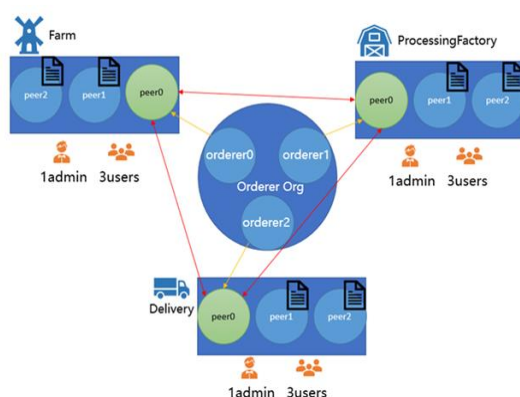 Farm
ProcessingFactory
peer2
peer1
peer0
peer0
peer1
peer2
1admin 3users
1admin 3users
orderer0
orderer1
Orderer Org
orderer2
Delivery
peer0
peer1
peer2
1admin 3users